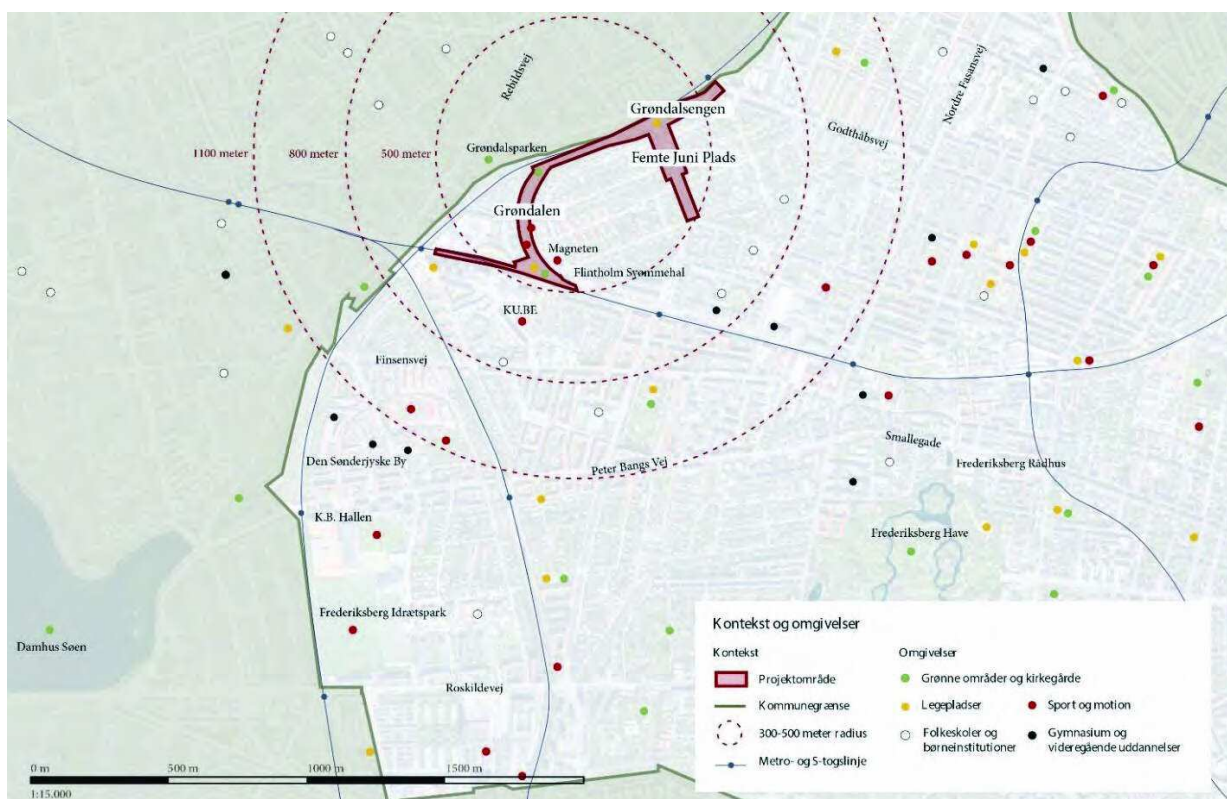 Rebildsvej
Nordre Fasansvej
Grøndalsengen
Godthåbsvej
1100 meter
800 meter
500 meter
Grøndalsparken
Femte Juni Plads
Grøndalen
Magneten
Flintholm Svømmehal
KU.BE
Finsensvej
Smallegade
Den Sønderjyske By
Peter Bangs Vej
Frederiksberg Rådhus
K.B. Hallen
Frederiksberg Have
Frederiksberg Idrætspark
Damhus Søen
Roskildevej
Kontekst og omgivelser
Kontekst
Projektområde
Kommunegrænse
300-500 meter radius
Metro- og S-togslinje
Omgivelser
Grønne områder og kirkegårde
Legepladser
Sport og motion
Folkeskoler og
børneinstitutioner
Gymnasium og
videregående uddannelser
0 m
500 m
1000 m
1500 m
1:15.000